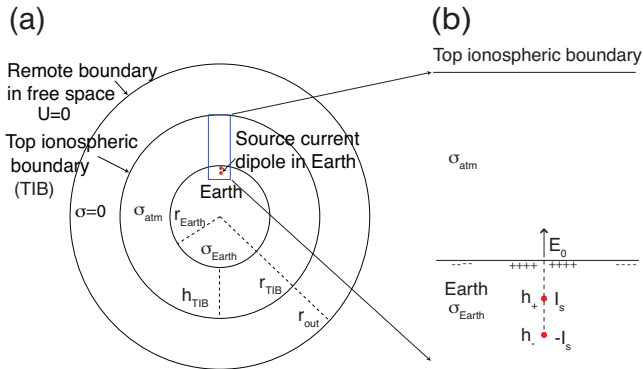 (a)
Remote boundary
in free space
U=0
Top ionospheric
boundary
(TIB)
Source current
dipole in Earth
Earth
σ=0
σatm
rEarth
σEarth
hTIB
rTIB
rout
(b)
Top ionospheric boundary
σatm
E0
---- ++++ ++++ ----
Earth
σEarth
h+ Is
h- -Is